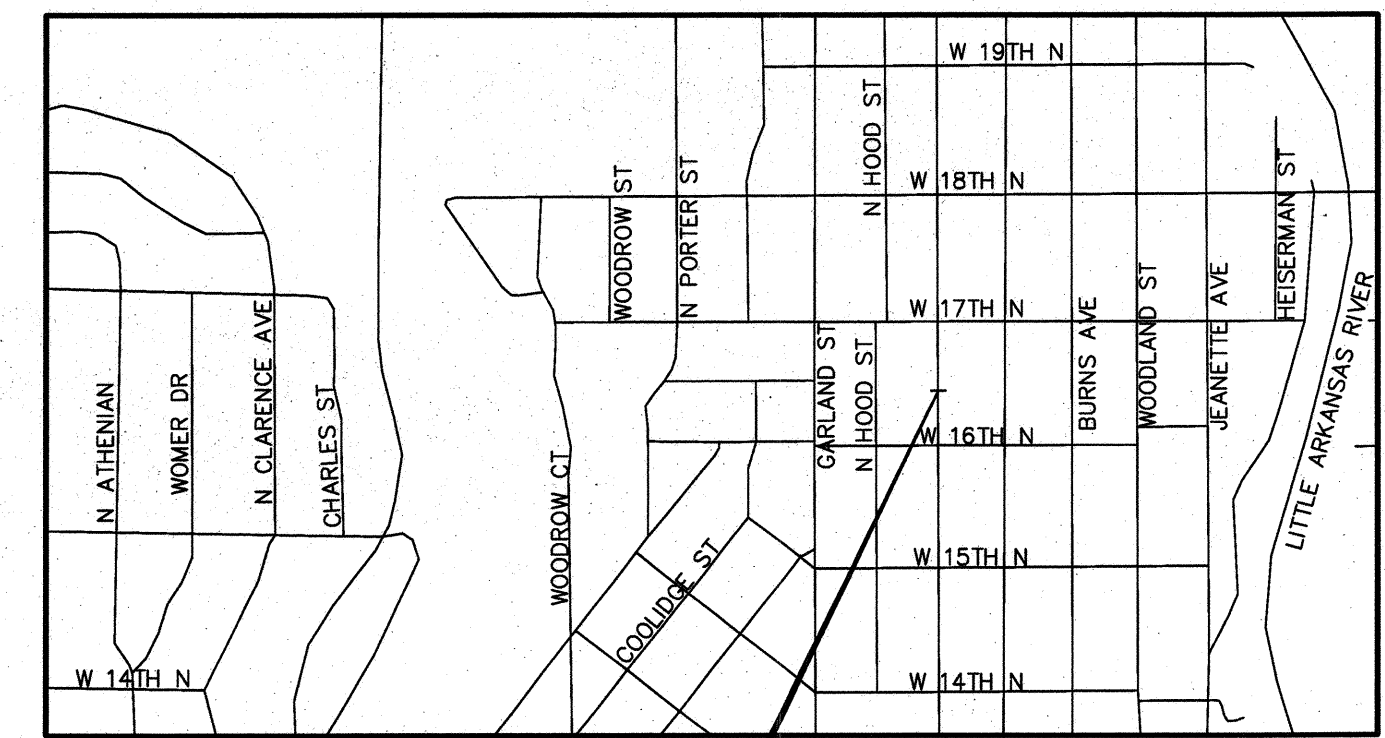 W 19TH N
N HOOD ST
W 18TH N
WOODROW ST
N PORTER ST
HEISERMAN ST
W 17TH N
N ATHENIAN
WOMER DR
N CLARENCE AVE
CHARLES ST
WOODROW CT
GARLAND ST
N HOOD ST
BURNS AVE
WOODLAND ST
JEANETTE AVE
LITTLE ARKANSAS RIVER
W 16TH N
W 15TH N
COOLIDGE ST
W 14TH N
W 14TH N